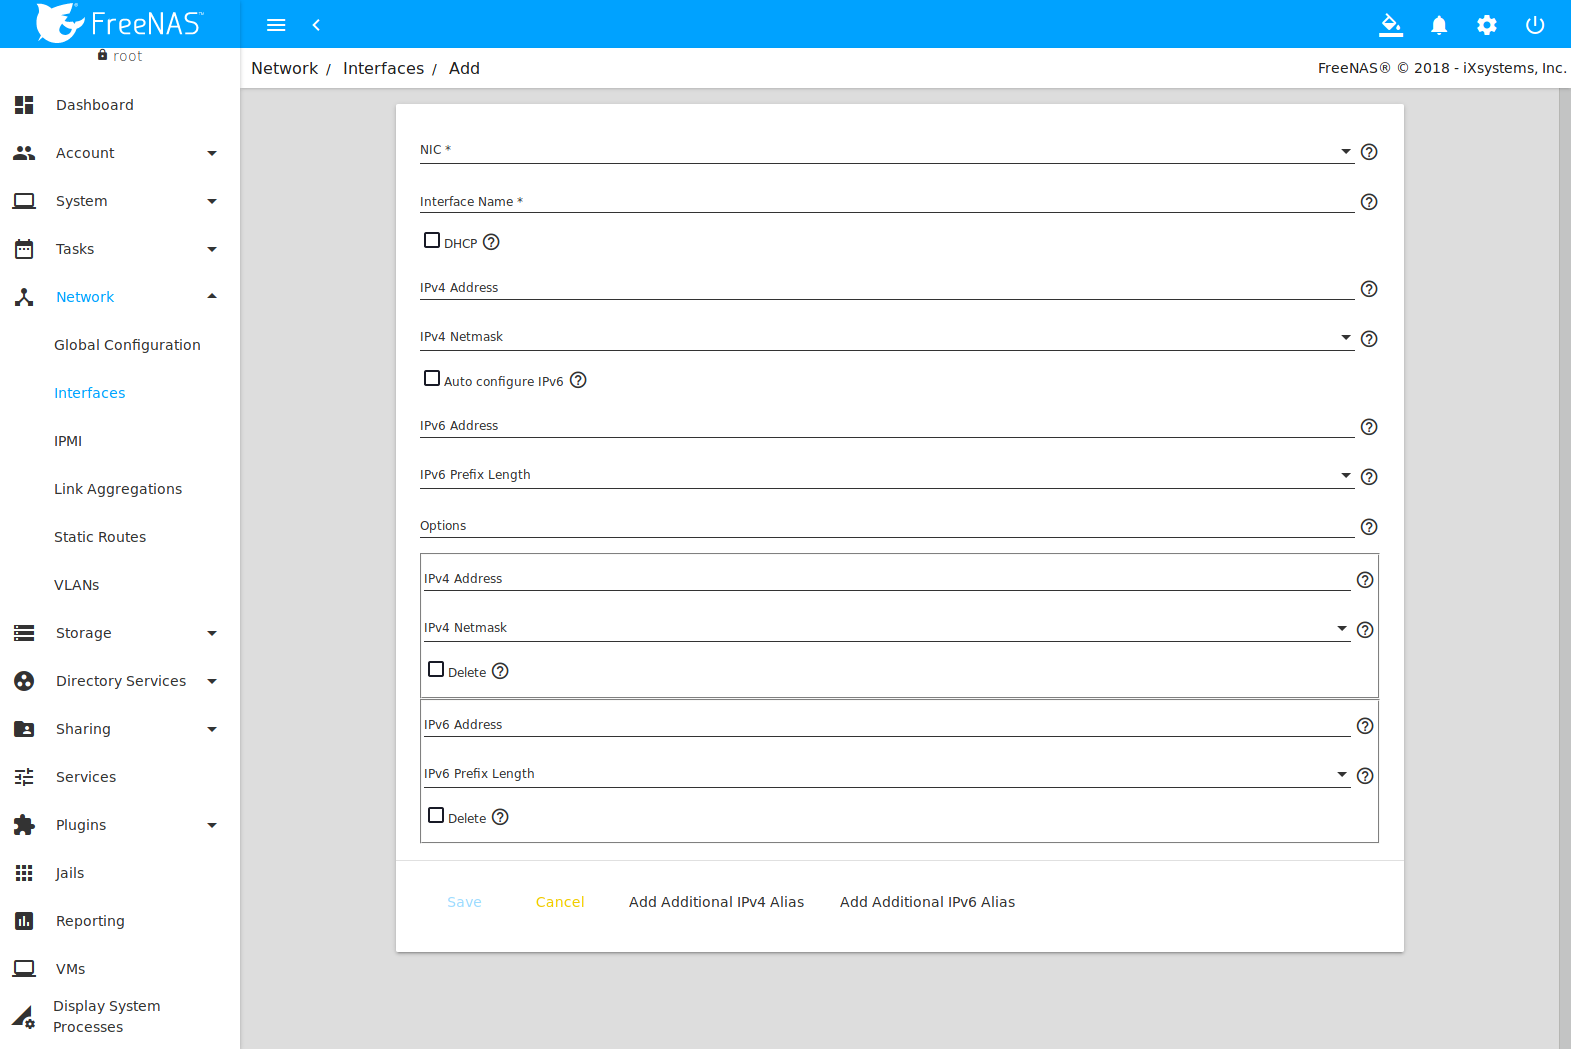 FreeNAS™
root
Network / Interfaces / Add
FreeNAS® © 2018 - iXsystems, Inc.
Dashboard
Account
System
Tasks
Network
Global Configuration
Interfaces
IPMI
Link Aggregations
Static Routes
VLANs
Storage
Directory Services
Sharing
Services
Plugins
Jails
Reporting
VMs
Display System
Processes
NIC *
Interface Name *
DHCP
IPv4 Address
IPv4 Netmask
Auto configure IPv6
IPv6 Address
IPv6 Prefix Length
Options
IPv4 Address
IPv4 Netmask
Delete
IPv6 Address
IPv6 Prefix Length
Delete
Save Cancel Add Additional IPv4 Alias Add Additional IPv6 Alias